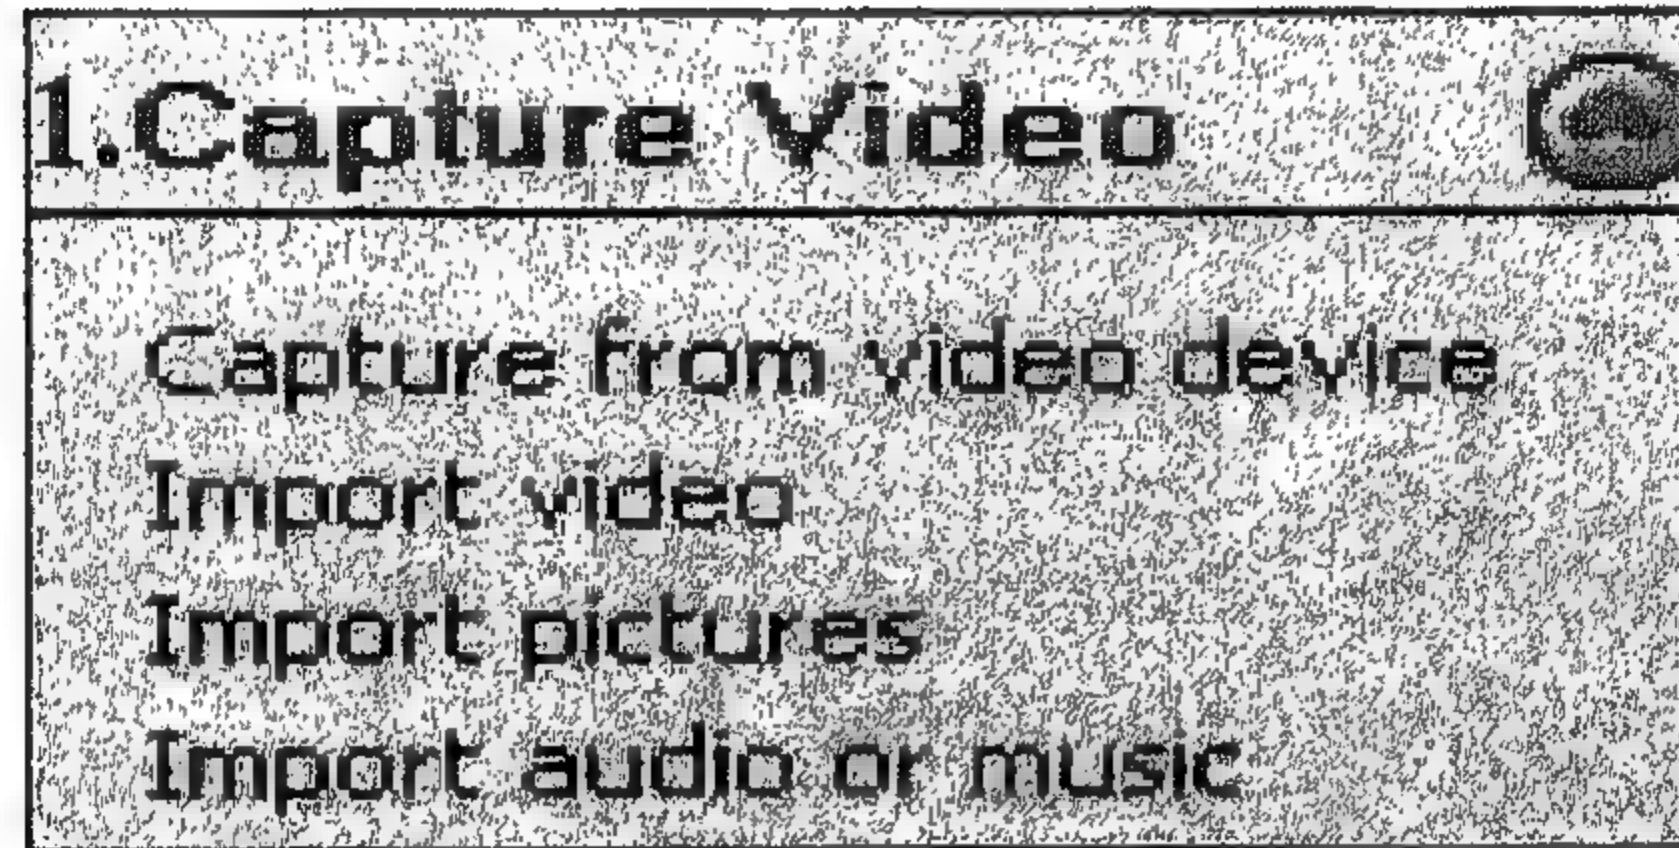 1.Capture Video
Capture from video device
Import video
Import pictures
Import audio or music